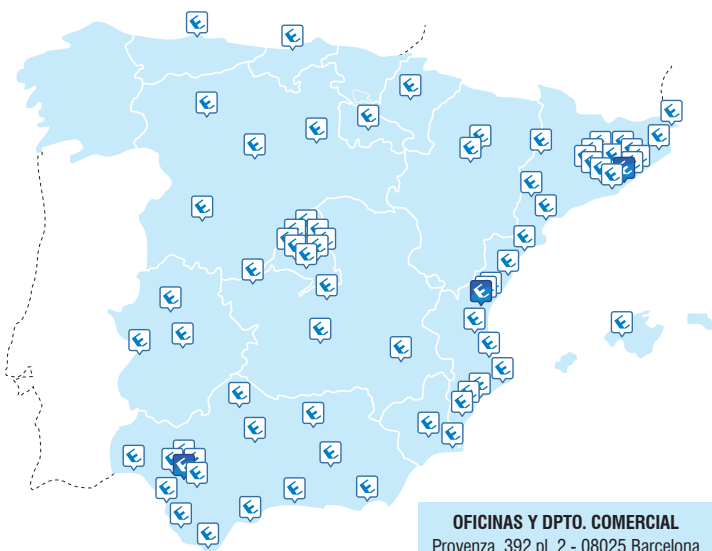 OFICINAS Y DPTO. COMERCIAL
Provenza, 392 pl. 2 - 08025 Barcelona